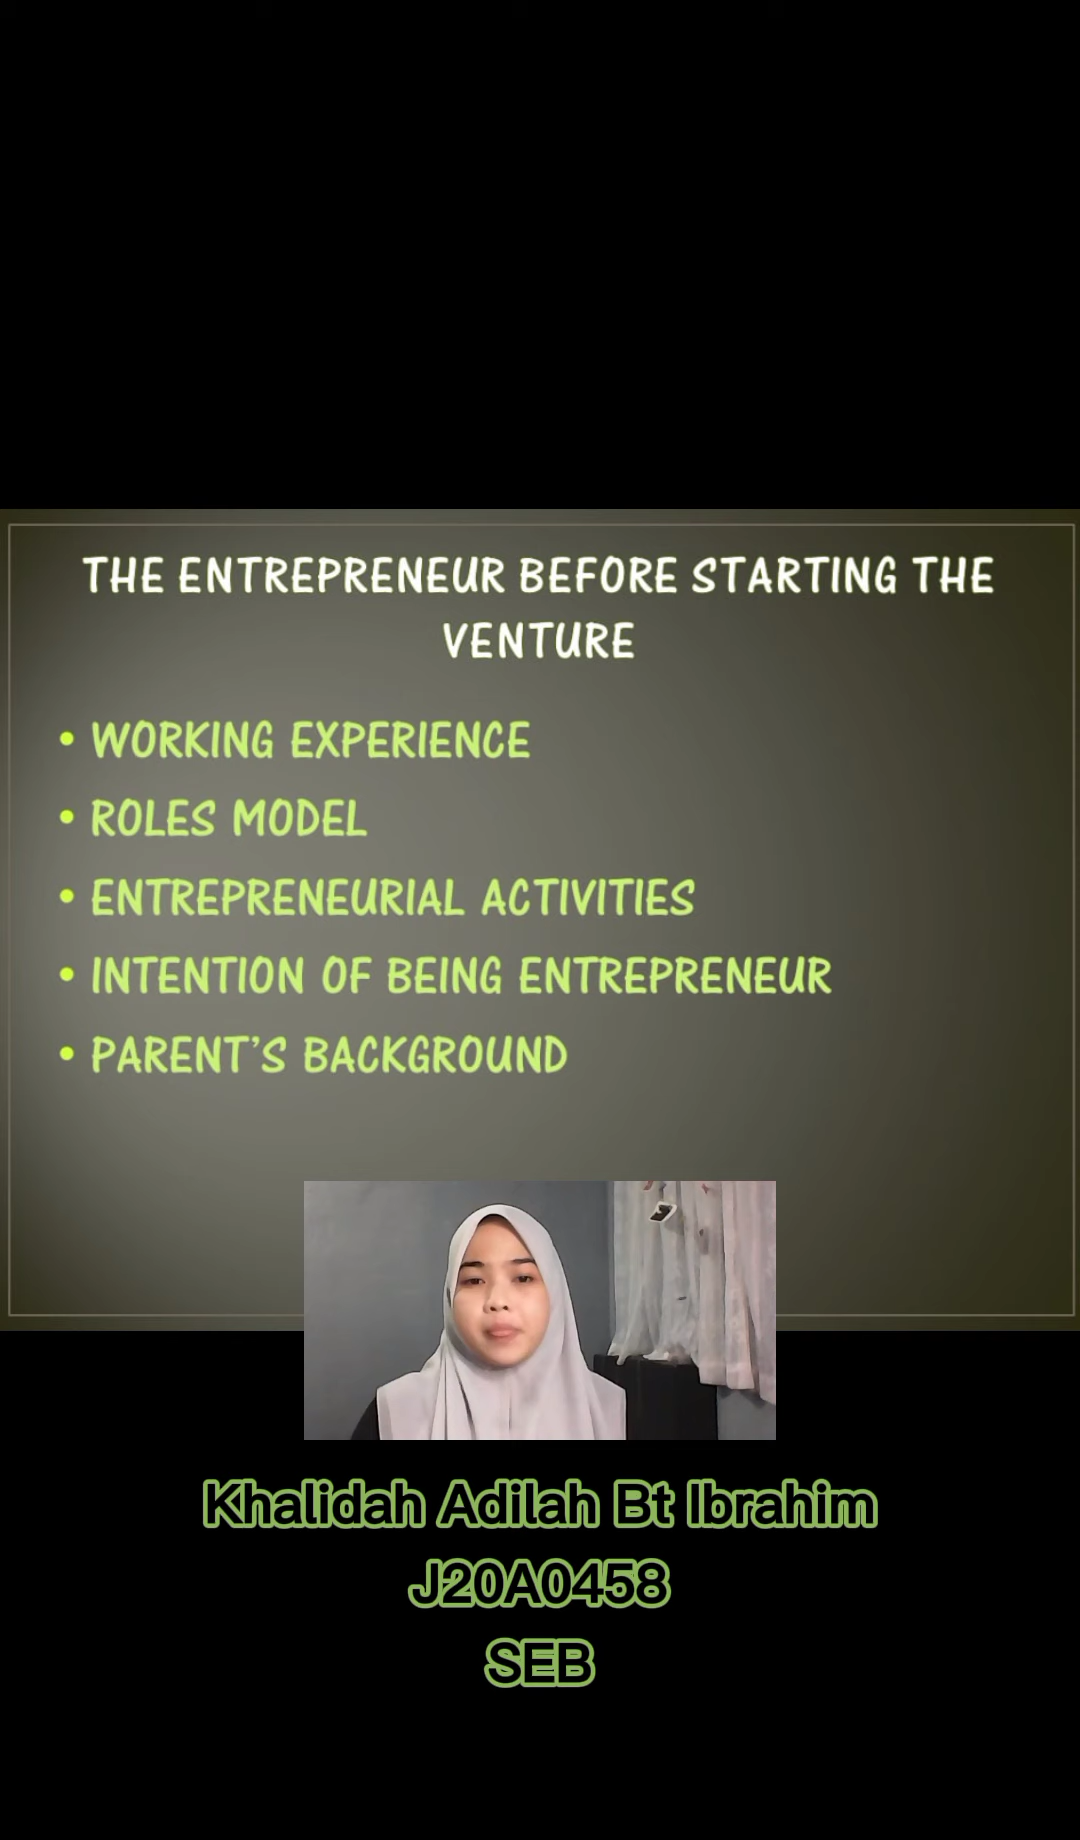 THE ENTREPRENEUR BEFORE STARTING THE
VENTURE
• WORKING EXPERIENCE
• ROLES MODEL
• ENTREPRENEURIAL ACTIVITIES
• INTENTION OF BEING ENTREPRENEUR
• PARENT'S BACKGROUND
Khalidah Adilah Bt Ibrahim
J20A0458
SEB